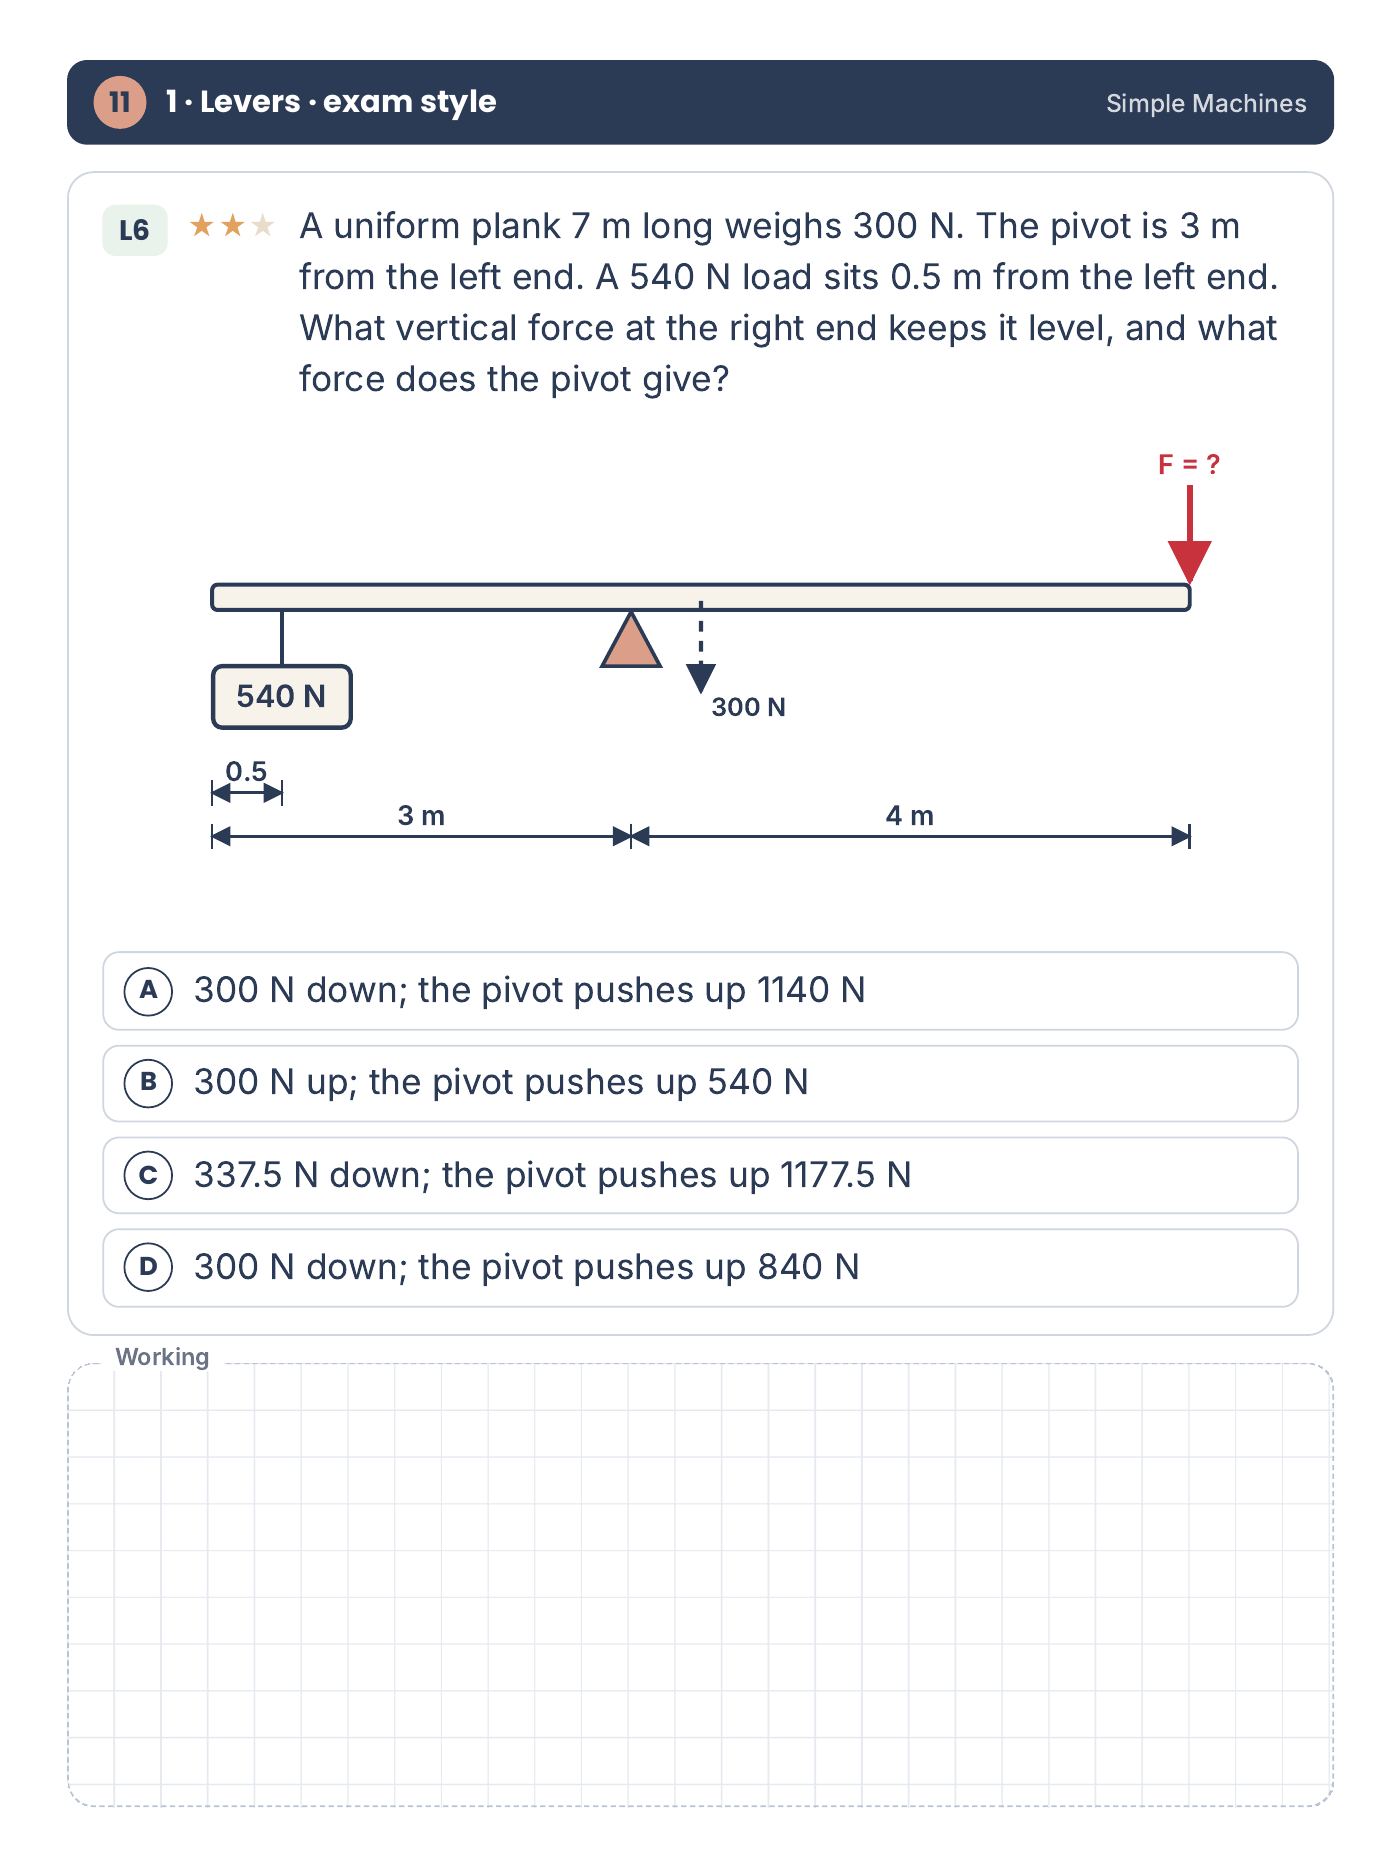 11 1 · Levers · exam style Simple Machines
L6 ★★★ A uniform plank 7 m long weighs 300 N. The pivot is 3 m
from the left end. A 540 N load sits 0.5 m from the left end.
What vertical force at the right end keeps it level, and what
force does the pivot give?
F = ?
540 N
300 N
0.5
3 m 4 m
A 300 N down; the pivot pushes up 1140 N
B 300 N up; the pivot pushes up 540 N
C 337.5 N down; the pivot pushes up 1177.5 N
D 300 N down; the pivot pushes up 840 N
Working